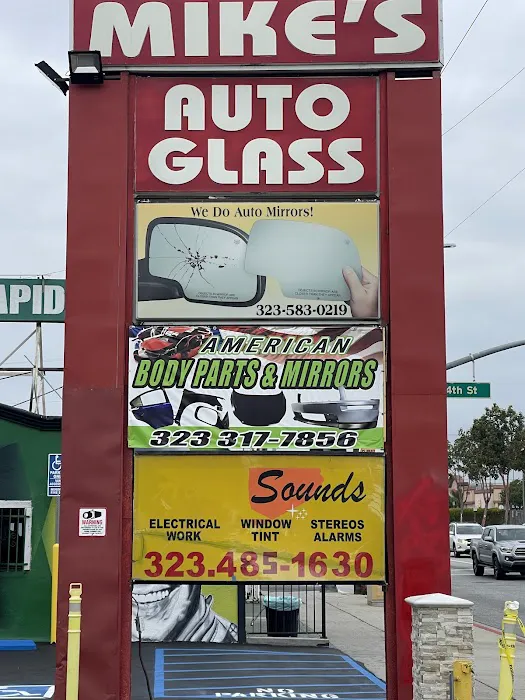 MIKE'S
AUTO
GLASS
We Do Auto Mirrors!
323-583-0219
APID
AMERICAN
BODY PARTS & MIRRORS
323 317-7856
4th St
Sounds
ELECTRICAL WORK
WINDOW TINT
STEREOS ALARMS
323.485-1630
WARNING
NO
PARKING